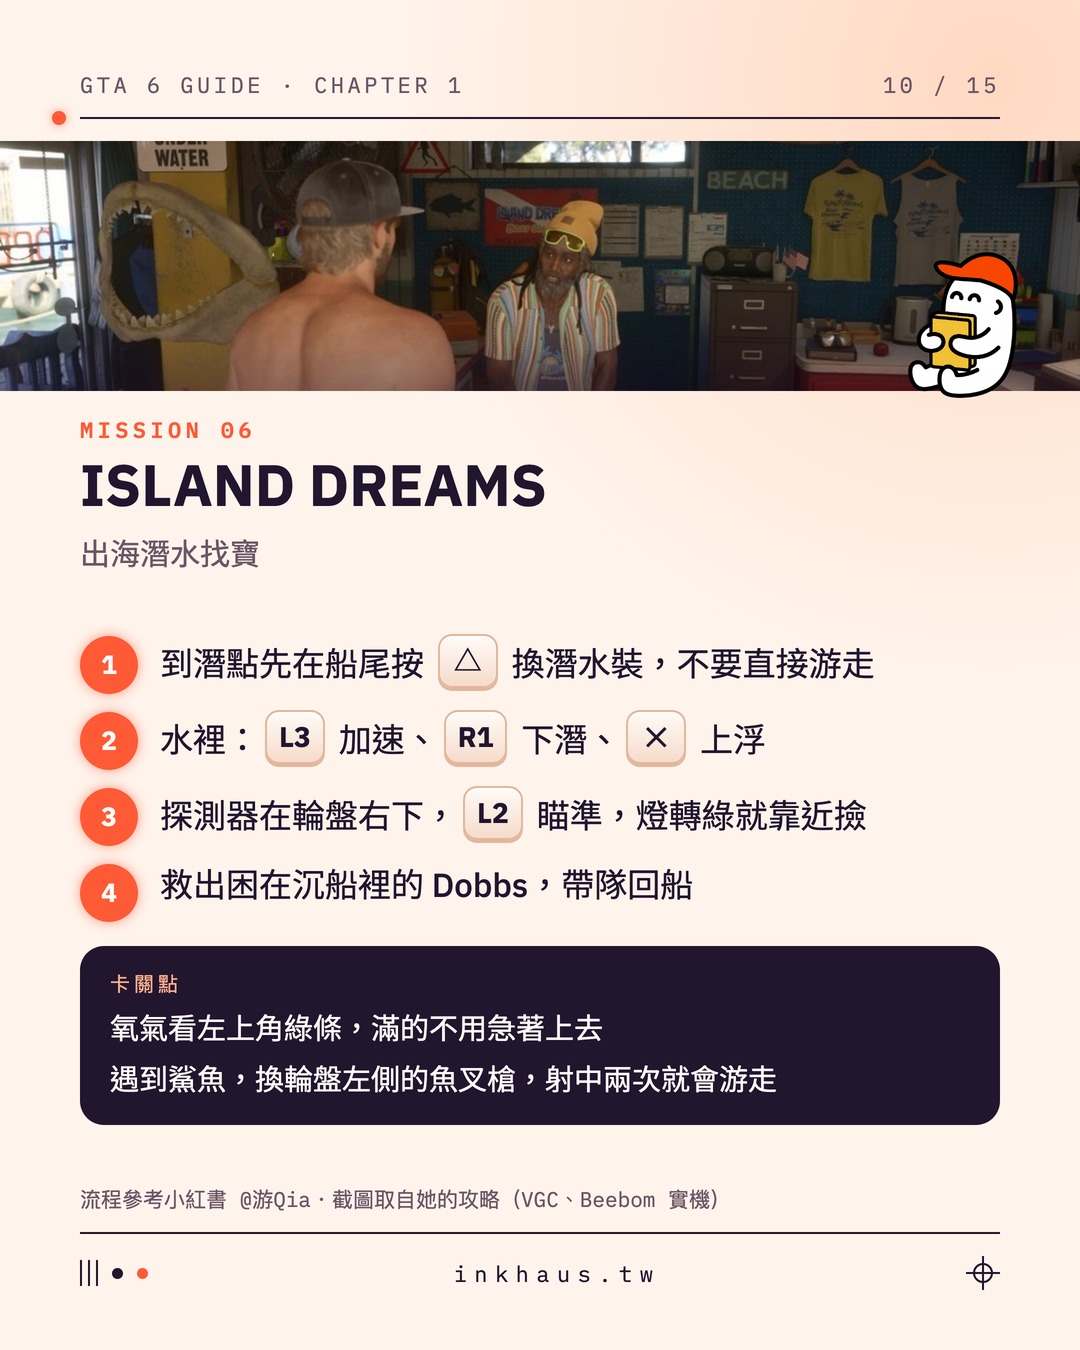 GTA 6 GUIDE · CHAPTER 1
10 / 15
UNDER
WATER
ISLAND DREAMS
BEACH
MISSION 06
ISLAND DREAMS
出海潛水找寶
1 到潛點先在船尾按 △ 換潛水裝，不要直接游走
2 水裡： L3 加速、 R1 下潛、 × 上浮
3 探測器在輪盤右下， L2 瞄準，燈轉綠就靠近撿
4 救出困在沉船裡的 Dobbs，帶隊回船
卡關點
氧氣看左上角綠條，滿的不用急著上去
遇到鯊魚，換輪盤左側的魚叉槍，射中兩次就會游走
流程參考小紅書 @游Qia · 截圖取自她的攻略（VGC、Beebom 實機）
inkhaus.tw